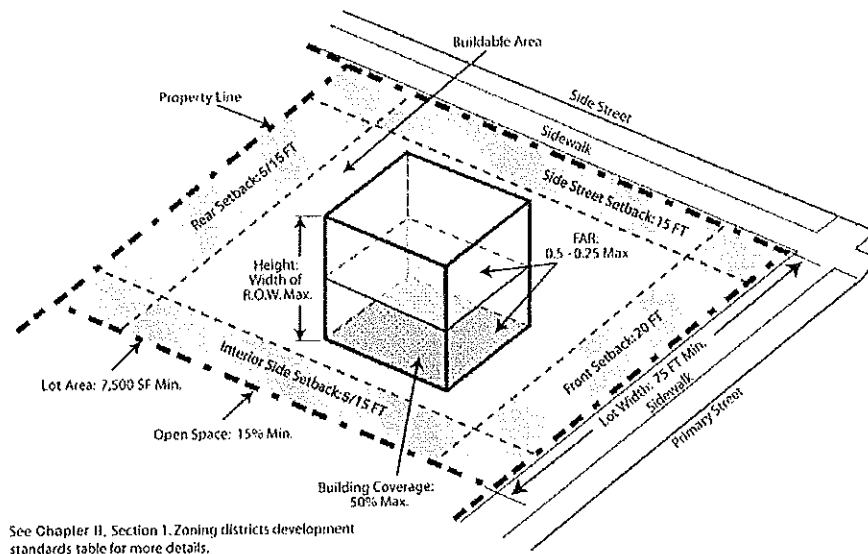 Buildable Area
Side Street
Property Line
Sidewalk
Rear Setback: 5/15 FT
Side Street Setback: 15 FT
FAR:
0.5 - 0.25 Max
Height:
Width of
R.O.W. Max.
Front Setback: 20 FT
Lot Width: 75 FT Min.
Sidewalk
Primary Street
Interior Side Setback: 5/15 FT
Lot Area: 7,500 SF Min.
Open Space: 15% Min.
Building Coverage:
50% Max.
See Chapter II, Section 1. Zoning districts development
standards table for more details.